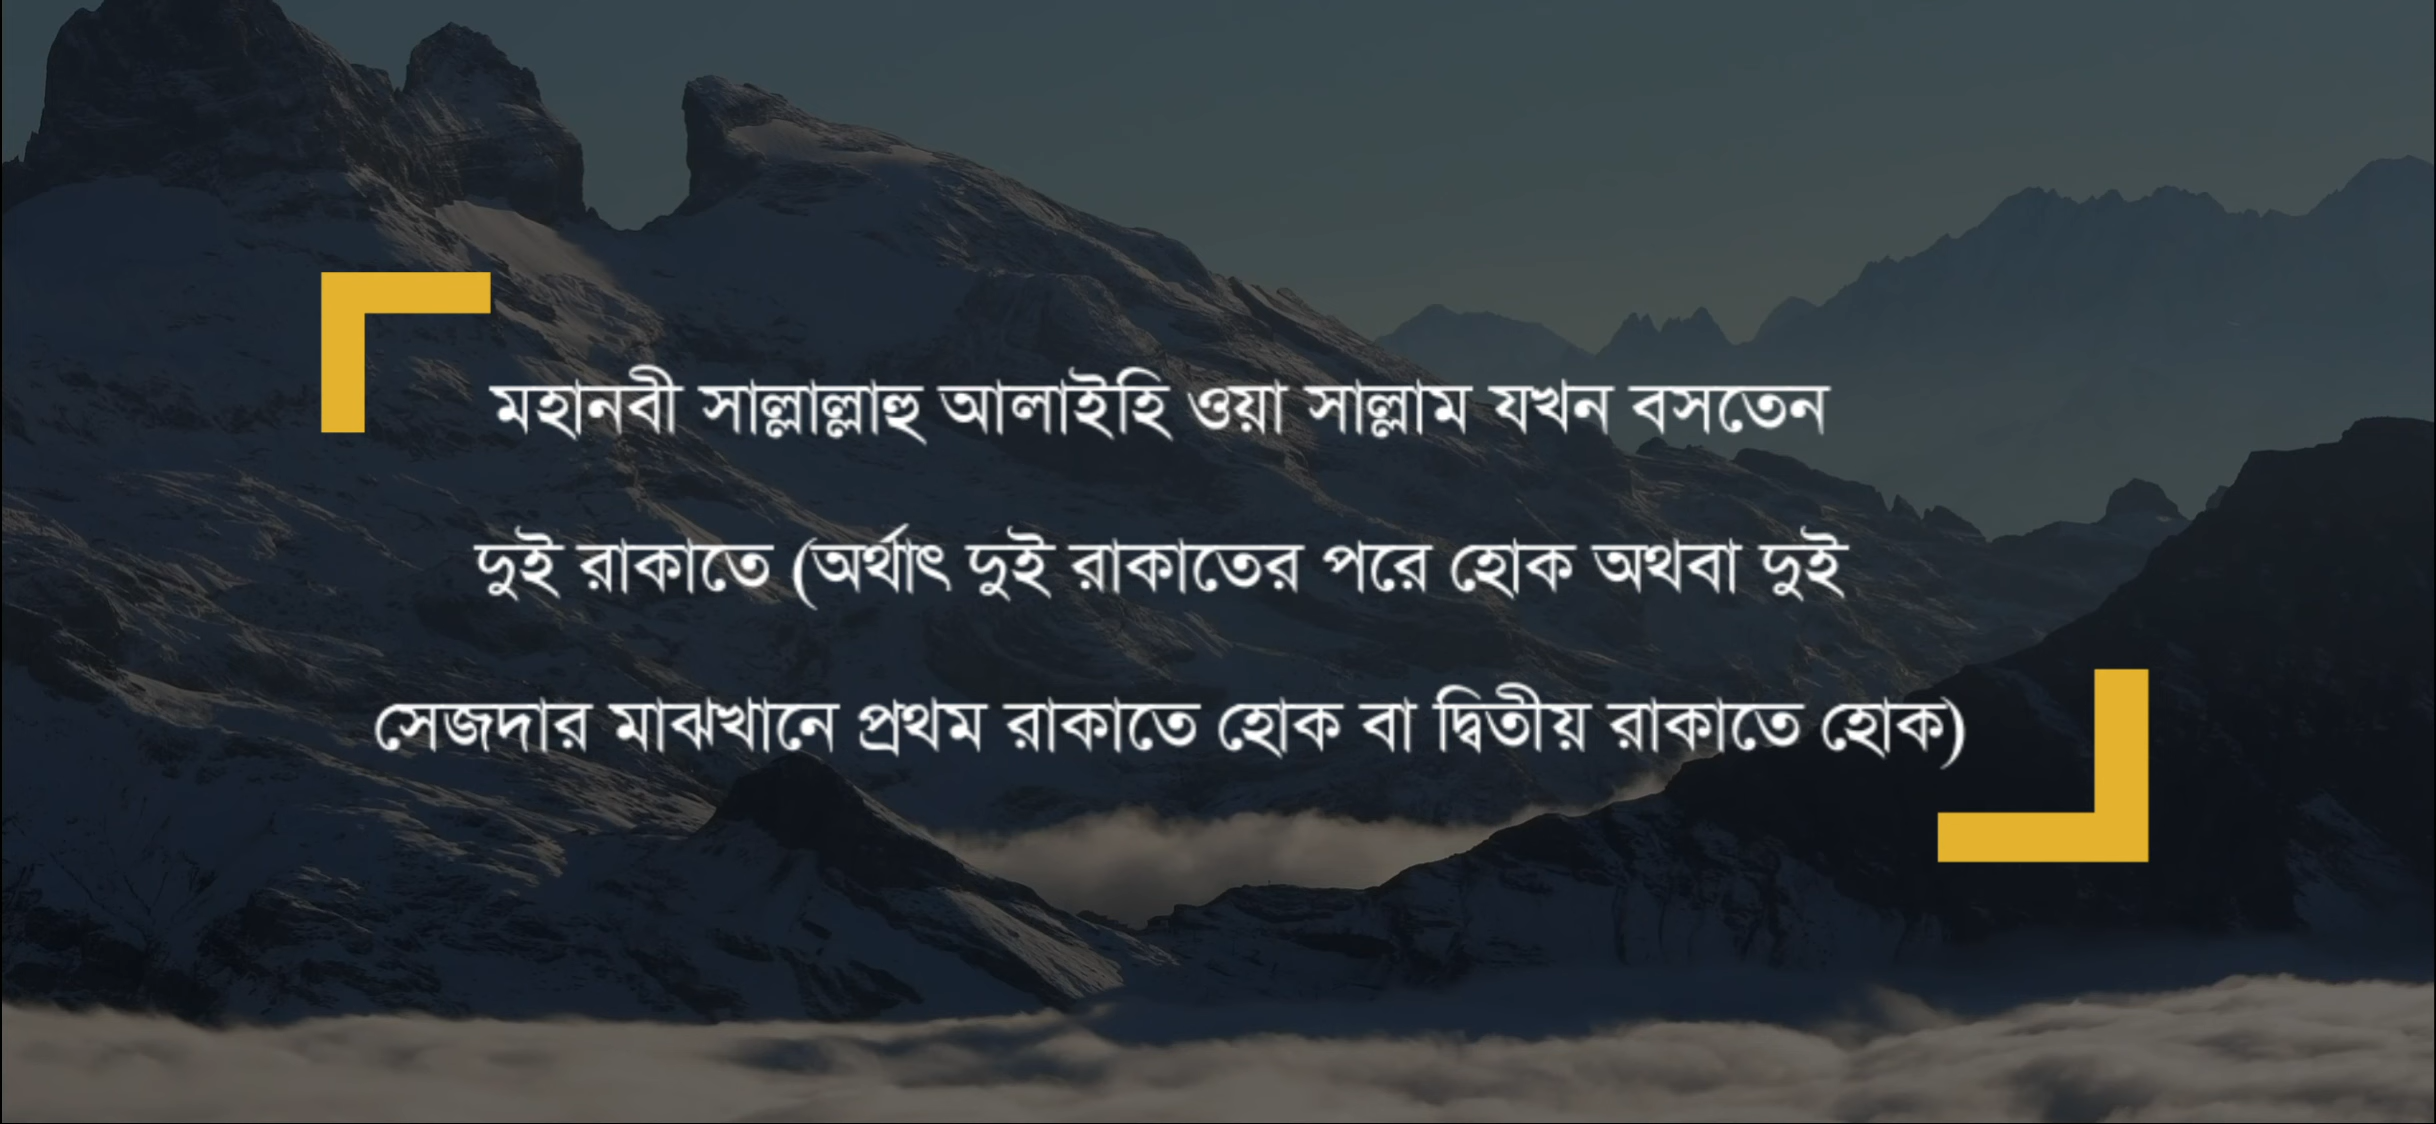 মহানবী সাল্লাল্লাহু আলাইহি ওয়া সাল্লাম যখন বসতেন
দুই রাকাতে (অর্থাৎ দুই রাকাতের পরে হোক অথবা দুই
সেজদার মাঝখানে প্রথম রাকাতে হোক বা দ্বিতীয় রাকাতে হোক)